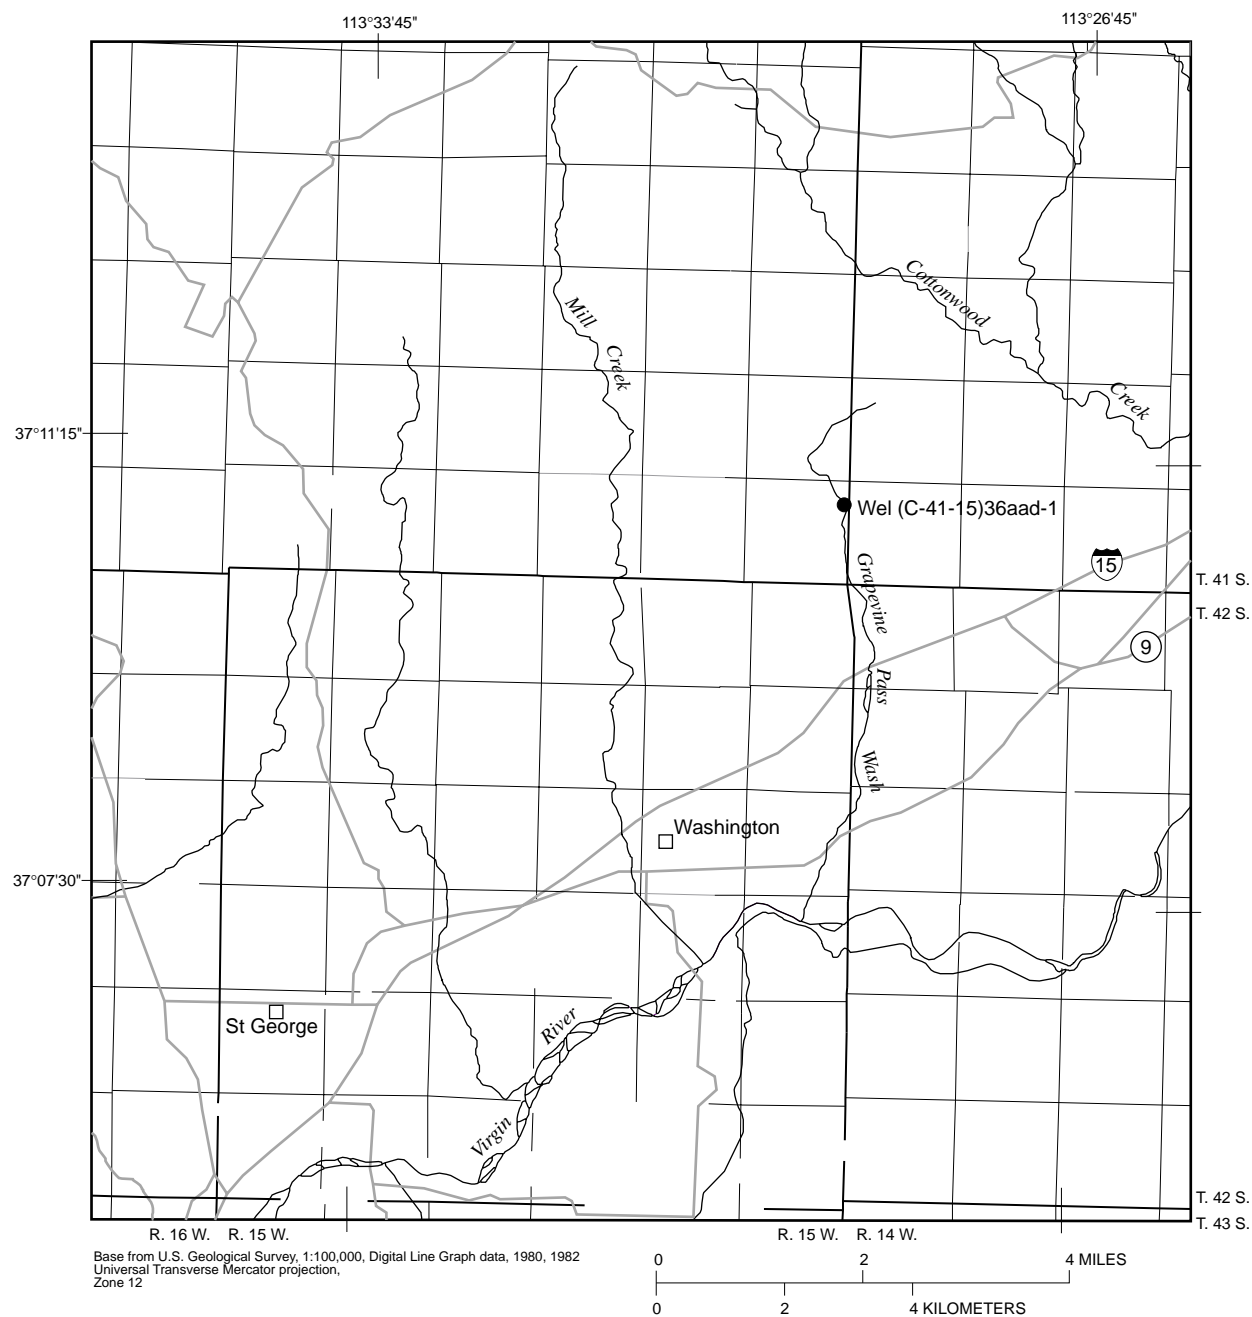 113°33'45"
113°26'45"
Cottonwood
Creek
Mill
Creek
37°11'15"
Wel (C-41-15)36aad-1
15
Grapevine
Pass
Wash
T. 41 S.
T. 42 S.
9
Washington
37°07'30"
St George
River
Virgin
T. 42 S.
T. 43 S.
R. 16 W. R. 15 W.
R. 15 W. R. 14 W.
Base from U.S. Geological Survey, 1:100,000, Digital Line Graph data, 1980, 1982
Universal Transverse Mercator projection,
Zone 12
0 2 4 MILES
0 2 4 KILOMETERS